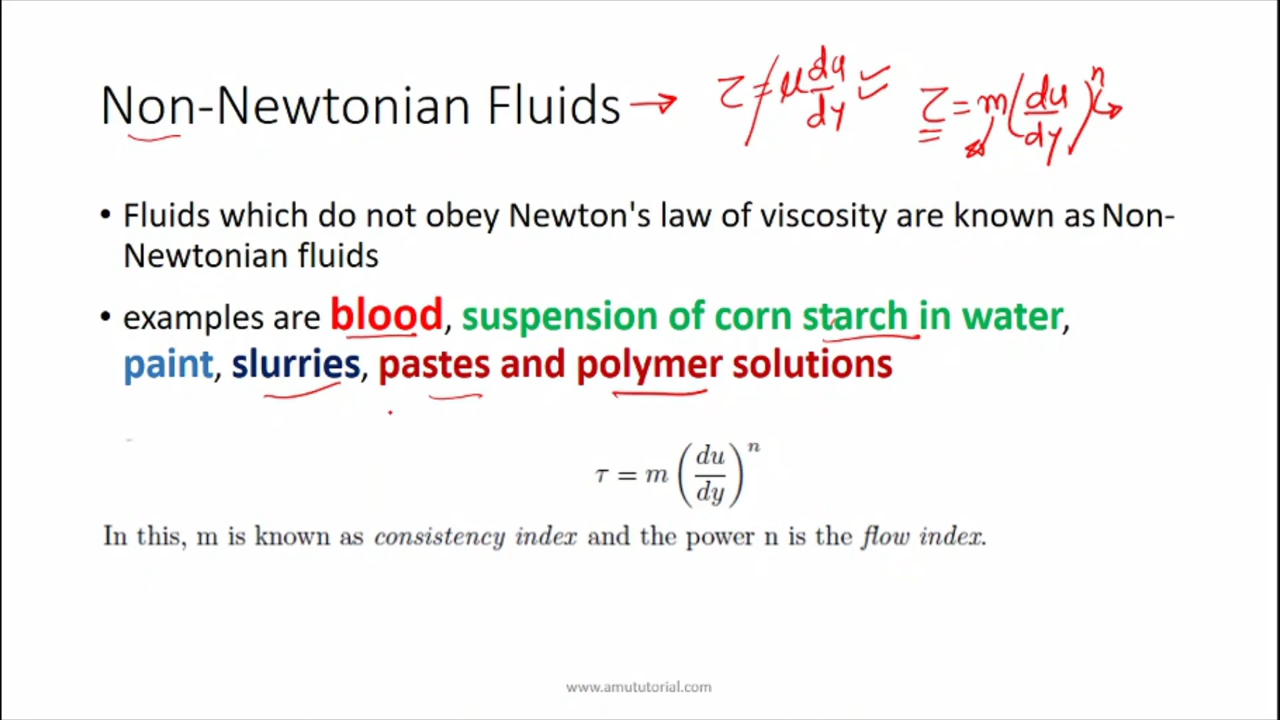 Non-Newtonian Fluids → τ ≠ μ du/dy ✓ τ = m(du/dy)ⁿ
• Fluids which do not obey Newton's law of viscosity are known as Non-
Newtonian fluids
• examples are blood, suspension of corn starch in water,
paint, slurries, pastes and polymer solutions
τ = m (du/dy)ⁿ
In this, m is known as consistency index and the power n is the flow index.
www.amututorial.com